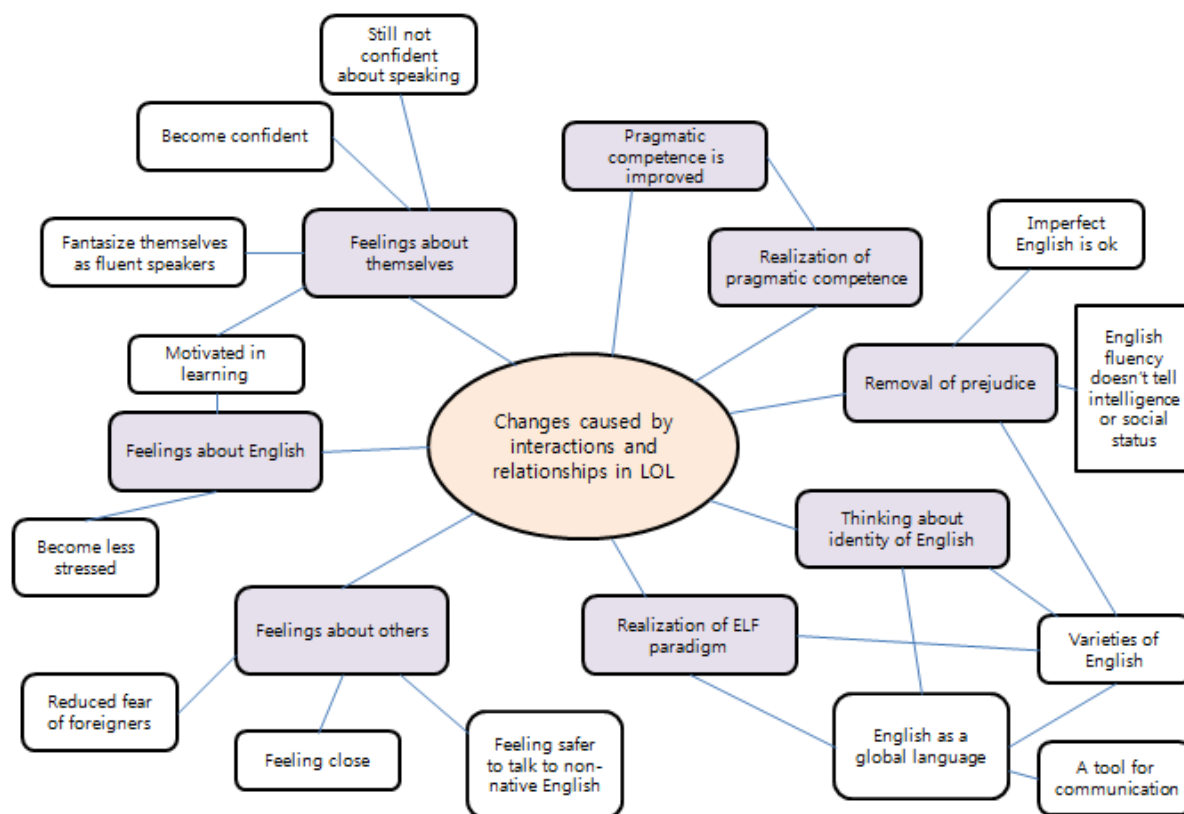 Still not
confident
about speaking
Become confident
Pragmatic
competence is
improved
Fantasize themselves
as fluent speakers
Feelings about
themselves
Realization of
pragmatic competence
Imperfect
English is ok
Motivated in
learning
Removal of prejudice
English
fluency
doesn't tell
intelligence
or social
status
Feelings about English
Changes caused by
interactions and
relationships in LOL
Become less
stressed
Thinking about
identity of English
Feelings about others
Realization of ELF
paradigm
Varieties of
English
Reduced fear
of foreigners
Feeling close
Feeling safer
to talk to non-
native English
English as a
global language
A tool for
communication